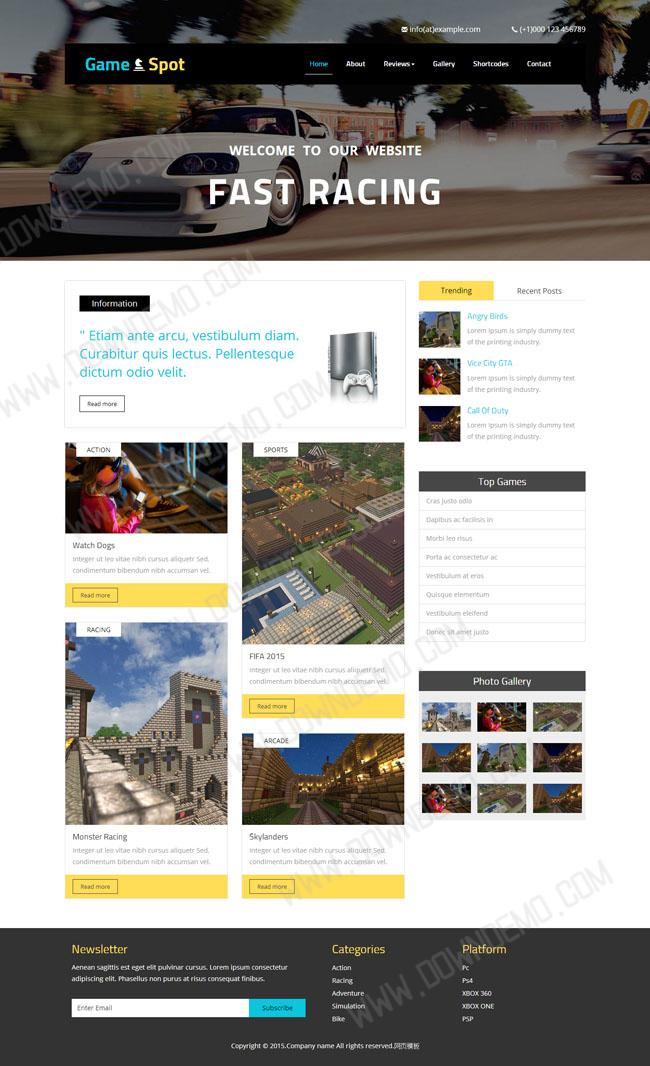 info(at)example.com (+1)000 123 456789
Game Spot
Home About Reviews Gallery Shortcodes Contact
WELCOME TO OUR WEBSITE
FAST RACING
Information
" Etiam ante arcu, vestibulum diam.
Curabitur quis lectus. Pellentesque
dictum odio velit.
Read more
ACTION
Watch Dogs
Integer ut leo vitae nibh cursus aliquetr Sed,
condimentum bibendum nibh accumsan vel.
Read more
RACING
Monster Racing
Integer ut leo vitae nibh cursus aliquetr Sed,
condimentum bibendum nibh accumsan vel.
Read more
SPORTS
FIFA 2015
Integer ut leo vitae nibh cursus aliquetr Sed,
condimentum bibendum nibh accumsan vel.
Read more
ARCADE
Skylanders
Integer ut leo vitae nibh cursus aliquetr Sed,
condimentum bibendum nibh accumsan vel.
Read more
Trending Recent Posts
Angry Birds
Lorem Ipsum is simply dummy text
of the printing industry.
Vice City GTA
Lorem Ipsum is simply dummy text
of the printing industry.
Call Of Duty
Lorem Ipsum is simply dummy text
of the printing industry.
Top Games
Cras justo odio
Dapibus ac facilisis in
Morbi leo risus
Porta ac consectetur ac
Vestibulum at eros
Quisque elementum
Vestibulum eleifend
Donec sit amet justo
Photo Gallery
Newsletter
Aenean sagittis est eget elit pulvinar cursus. Lorem ipsum consectetur
adipiscing elit. Phasellus non purus at risus consequat finibus.
Enter Email Subscribe
Categories
Action
Racing
Adventure
Simulation
Bike
Platform
Pc
Ps4
XBOX 360
XBOX ONE
PSP
Copyright © 2015.Company name All rights reserved.网页模板
WWW.DOWNDEMO.COM
WWW.DOWNDEMO.COM
WWW.DOWNDEMO.COM
WWW.DOWNDEMO.COM
WWW.DOWNDEMO.COM